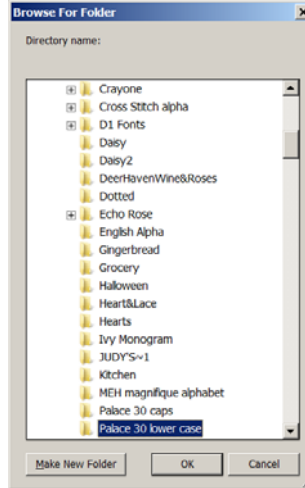 Browse For Folder
Directory name:
Crayone
Cross Stitch alpha
D1 Fonts
Daisy
Daisy2
DeerHavenWine&Roses
Dotted
Echo Rose
English Alpha
Gingerbread
Grocery
Halloween
Heart&Lace
Hearts
Ivy Monogram
JUDY'S~1
Kitchen
MEH magnifique alphabet
Palace 30 caps
Palace 30 lower case
Make New Folder OK Cancel